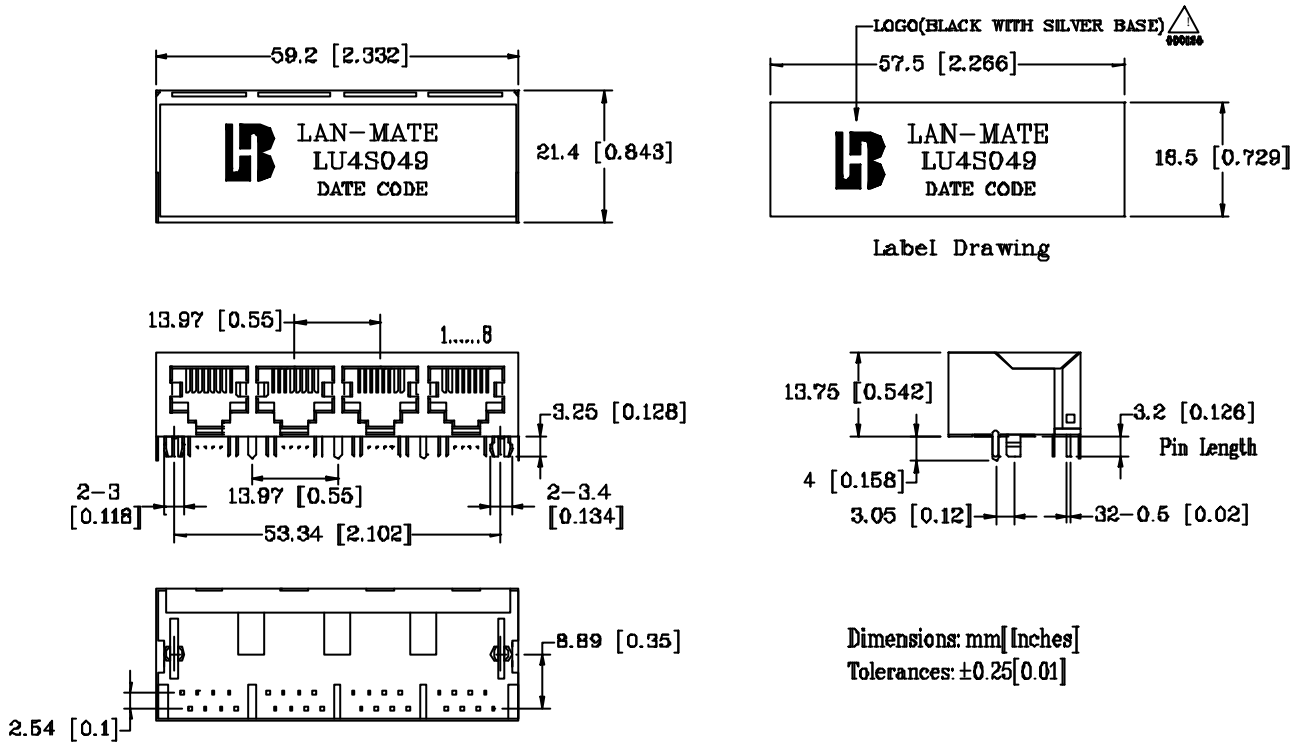 59.2 [2.332]
LAN-MATE
LU4S049
DATE CODE
21.4 [0.843]
LOGO(BLACK WITH SILVER BASE)
!
57.5 [2.266]
LAN-MATE
LU4S049
DATE CODE
18.5 [0.729]
Label Drawing
13.97 [0.55]
1......8
3.25 [0.128]
2-3
[0.118]
13.97 [0.55]
2-3.4
[0.134]
53.34 [2.102]
13.75 [0.542]
3.2 [0.126]
Pin Length
4 [0.158]
3.05 [0.12]
32-0.5 [0.02]
8.89 [0.35]
2.54 [0.1]
Dimensions: mm[Inches]
Tolerances: ±0.25[0.01]